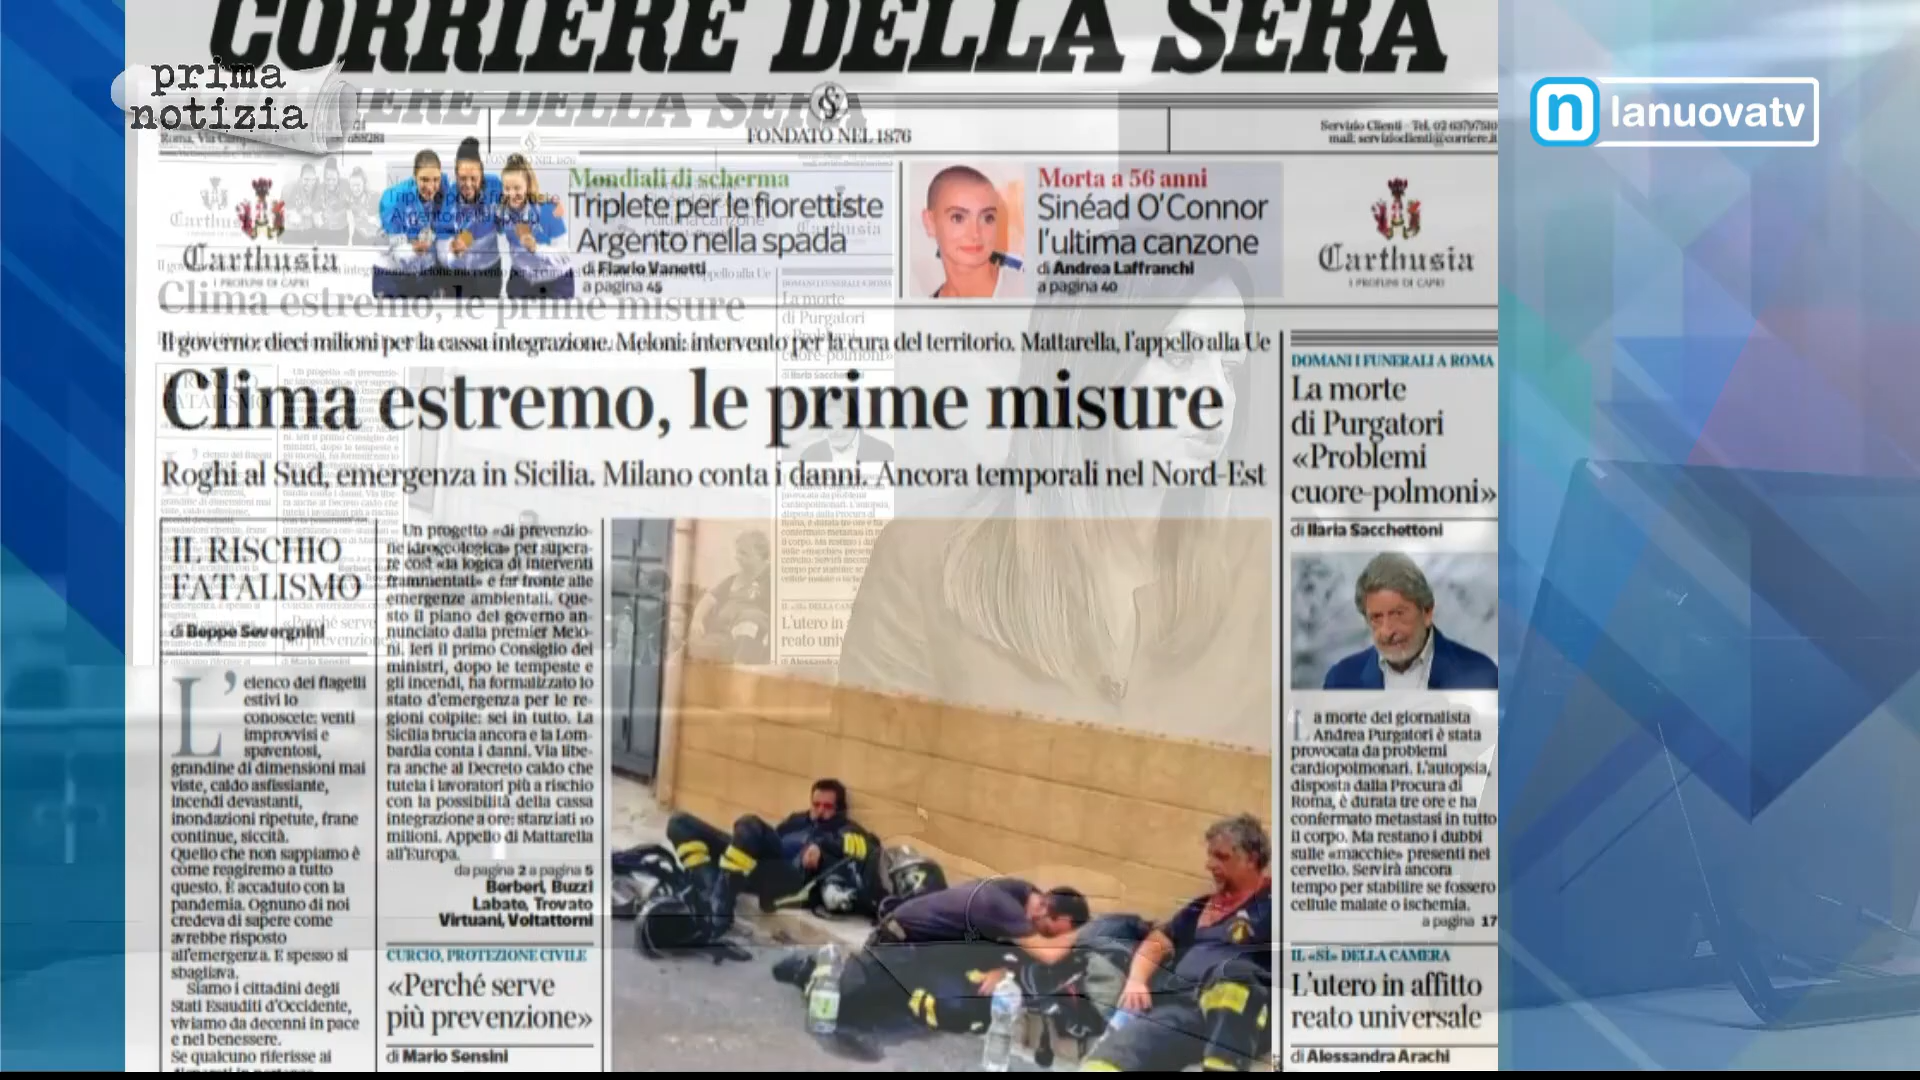 CORRIERE DELLA SERA
prima
notizia
lanuovatv
FONDATO NEL 1876
Servizio Clienti - Tel. 02 63797510
mail: servizioclienti@corriere.it
Carthusia
I PROFUMI DI CAPRI
Mondiali di scherma
Triplete per le fiorettiste
Argento nella spada
di Flavio Vanetti
a pagina 45
Morta a 56 anni
Sinéad O'Connor
l'ultima canzone
di Andrea Laffranchi
a pagina 40
Carthusia
I PROFUMI DI CAPRI
Il governo: dieci milioni per la cassa integrazione. Meloni: intervento per la cura del territorio. Mattarella, l'appello alla Ue
Clima estremo, le prime misure
Roghi al Sud, emergenza in Sicilia. Milano conta i danni. Ancora temporali nel Nord-Est
IL RISCHIO
FATALISMO
di Beppe Severgnini
L'elenco dei flagelli
estivi lo
conoscete: venti
improvvisi e
spaventosi,
grandine di dimensioni mai
viste, caldo asfissiante,
incendi devastanti,
inondazioni ripetute, frane
continue, siccità.
Quello che non sappiamo è
come reagiremo a tutto
questo. È accaduto con la
pandemia. Ognuno di noi
credeva di sapere come
avrebbe risposto
all'emergenza. E spesso si
sbagliava.
Siamo i cittadini degli
Stati Esauditi d'Occidente,
viviamo da decenni in pace
e nel benessere.
Se qualcuno riferisse ai
Un progetto «di prevenzio-
ne idrogeologica» per supera-
re così «la logica di interventi
frammentati» e far fronte alle
emergenze ambientali. Que-
sto il piano del governo an-
nunciato dalla premier Melo-
ni. Ieri il primo Consiglio dei
ministri, dopo le tempeste e
gli incendi, ha formalizzato lo
stato d'emergenza per le re-
gioni colpite: sei in tutto. La
Sicilia brucia ancora e la Lom-
bardia conta i danni. Via libe-
ra anche al Decreto caldo che
tutela i lavoratori più a rischio
con la possibilità della cassa
integrazione a ore: stanziati 10
milioni. Appello di Mattarella
all'Europa.
da pagina 2 a pagina 5
Berberi, Buzzi
Labate, Trovato
Virtuani, Voltattorni
CURCIO, PROTEZIONE CIVILE
«Perché serve
più prevenzione»
di Mario Sensini
DOMANI I FUNERALI A ROMA
La morte
di Purgatori
«Problemi
cuore-polmoni»
di Ilaria Sacchettoni
La morte del giornalista
Andrea Purgatori è stata
provocata da problemi
cardiopolmonari. L'autopsia,
disposta dalla Procura di
Roma, è durata tre ore e ha
confermato metastasi in tutto
il corpo. Ma restano i dubbi
sulle «macchie» presenti nel
cervello. Servirà ancora
tempo per stabilire se fossero
cellule malate o ischemia.
a pagina 17
IL «SÌ» DELLA CAMERA
L'utero in affitto
reato universale
di Alessandra Arachi